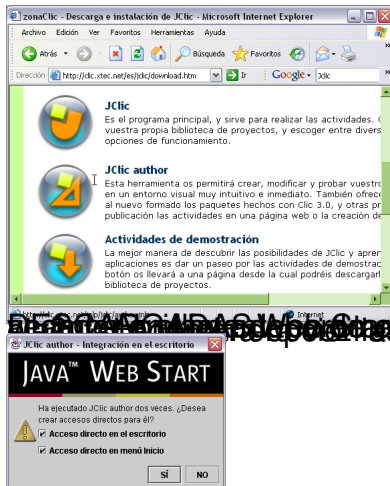 zonaClic - Descarga e instalación de JClic - Microsoft Internet Explorer
Archivo Edición Ver Favoritos Herramientas Ayuda
Atrás Búsqueda Favoritos
Dirección http://clic.xtec.net/es/jclic/download.htm Ir Google Jclic
JClic
Es el programa principal, y sirve para realizar las actividades.
vuestra propia biblioteca de proyectos, y escoger entre divers
opciones de funcionamiento.
JClic author
Esta herramienta os permitirá crear, modificar y probar vuestro
en un entorno visual muy intuitivo e inmediato. También ofrece
al nuevo formado los paquetes hechos con Clic 3.0, y otras pr
publicación las actividades en una página web o la creación de
Actividades de demostración
La mejor manera de descubrir las posibilidades de JClic y apren
aplicaciones es dar un paseo por las actividades de demostrac
botón os llevará a una página desde la cual podréis descargarl
biblioteca de proyectos.
Internet
JClic author - Integración en el escritorio
JAVA™ WEB START
Ha ejecutado JClic author dos veces. ¿Desea
crear accesos directos para él?
Acceso directo en el escritorio
Acceso directo en menú Inicio
SÍ NO